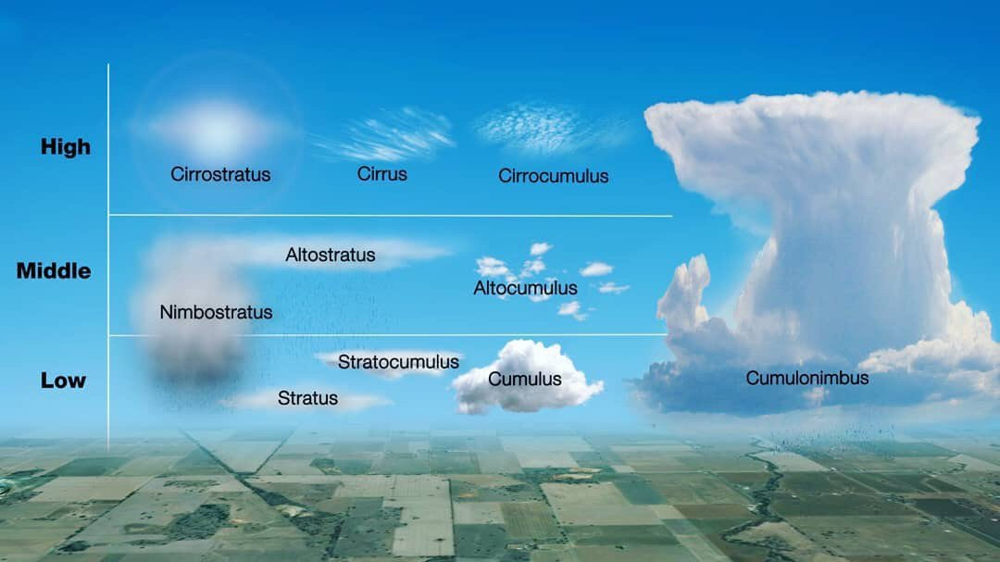 High
Cirrostratus
Cirrus
Cirrocumulus
Middle
Altostratus
Altocumulus
Nimbostratus
Low
Stratocumulus
Cumulus
Cumulonimbus
Stratus